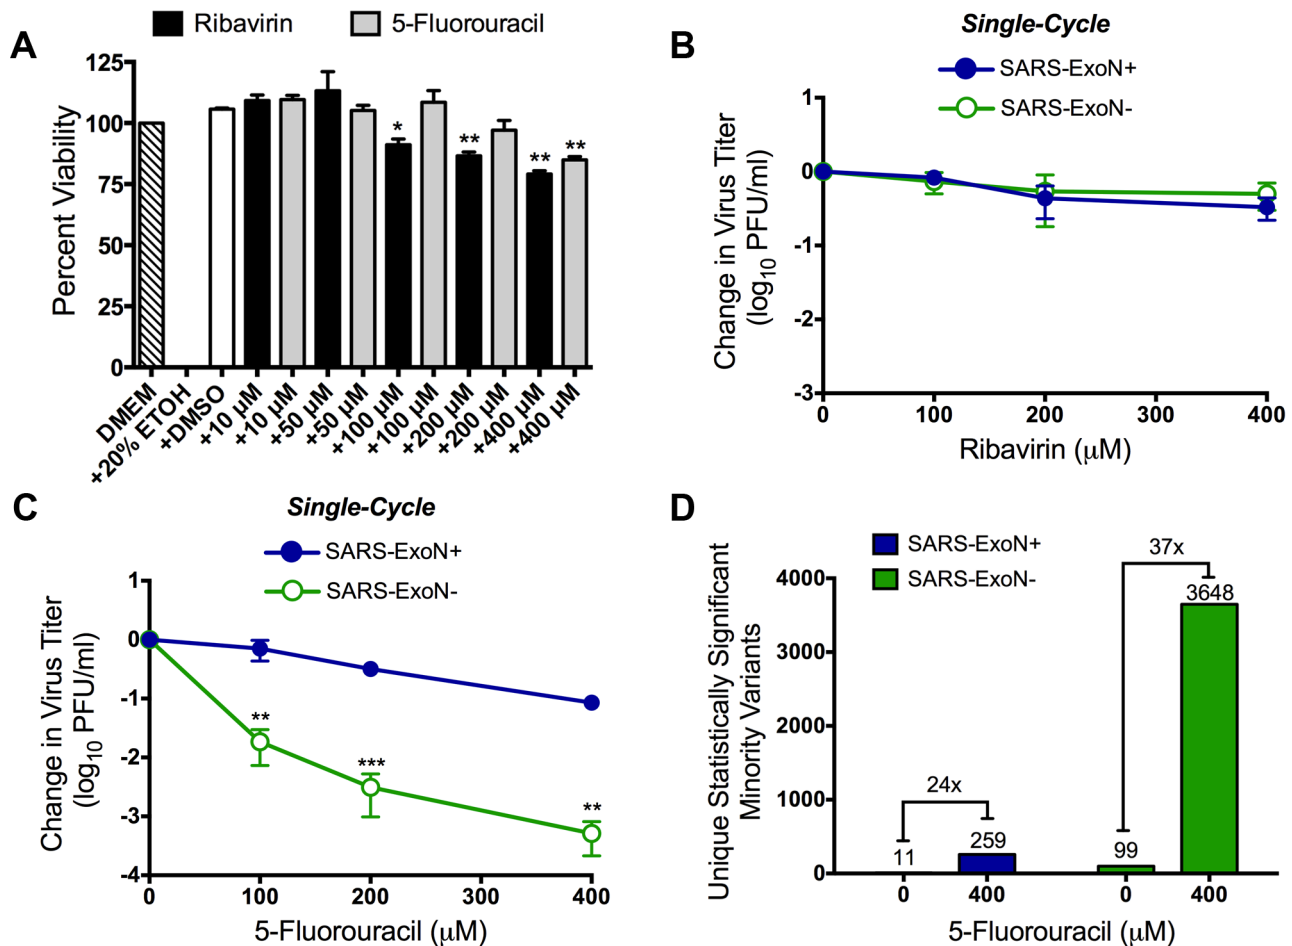 A
Ribavirin
5-Fluorouracil
Percent Viability
125
100
75
50
25
0
*
**
**
**
DMEM
+20% ETOH
+DMSO
+10 µM
+10 µM
+50 µM
+50 µM
+100 µM
+100 µM
+200 µM
+200 µM
+400 µM
+400 µM
B
Single-Cycle
SARS-ExoN+
SARS-ExoN-
Change in Virus Titer
(log10 PFU/ml)
1
0
-1
-2
-3
0 100 200 300 400
Ribavirin (µM)
C
Single-Cycle
SARS-ExoN+
SARS-ExoN-
Change in Virus Titer
(log10 PFU/ml)
1
0
-1
-2
-3
-4
**
***
**
0 100 200 400
5-Fluorouracil (µM)
D
SARS-ExoN+
SARS-ExoN-
Unique Statistically Significant
Minority Variants
4000
3000
2000
1000
0
24x
11
259
37x
99
3648
0 400 0 400
5-Fluorouracil (µM)